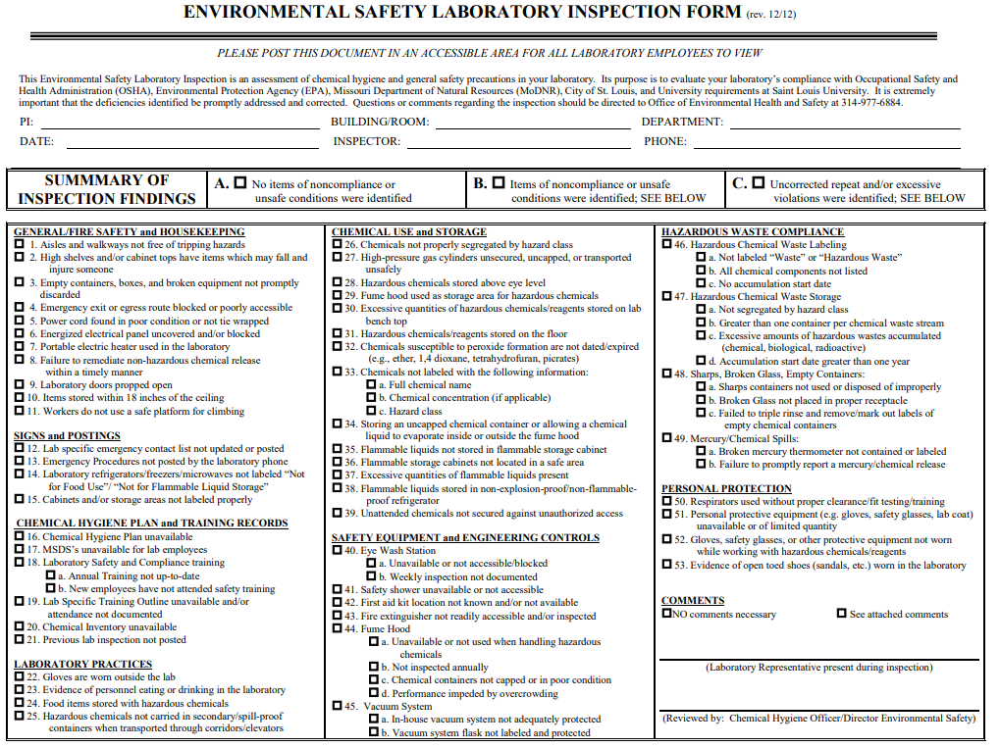 ENVIRONMENTAL SAFETY LABORATORY INSPECTION FORM (rev. 12/12)
PLEASE POST THIS DOCUMENT IN AN ACCESSIBLE AREA FOR ALL LABORATORY EMPLOYEES TO VIEW
This Environmental Safety Laboratory Inspection is an assessment of chemical hygiene and general safety precautions in your laboratory. Its purpose is to evaluate your laboratory's compliance with Occupational Safety and
Health Administration (OSHA), Environmental Protection Agency (EPA), Missouri Department of Natural Resources (MoDNR), City of St. Louis, and University requirements at Saint Louis University. It is extremely
important that the deficiencies identified be promptly addressed and corrected. Questions or comments regarding the inspection should be directed to Office of Environmental Health and Safety at 314-977-6884.
PI: BUILDING/ROOM: DEPARTMENT:
DATE: INSPECTOR: PHONE:
SUMMMARY OF
INSPECTION FINDINGS
A. No items of noncompliance or
unsafe conditions were identified
B. Items of noncompliance or unsafe
conditions were identified; SEE BELOW
C. Uncorrected repeat and/or excessive
violations were identified; SEE BELOW
GENERAL/FIRE SAFETY and HOUSEKEEPING
1. Aisles and walkways not free of tripping hazards
2. High shelves and/or cabinet tops have items which may fall and
injure someone
3. Empty containers, boxes, and broken equipment not promptly
discarded
4. Emergency exit or egress route blocked or poorly accessible
5. Power cord found in poor condition or not tie wrapped
6. Energized electrical panel uncovered and/or blocked
7. Portable electric heater used in the laboratory
8. Failure to remediate non-hazardous chemical release
within a timely manner
9. Laboratory doors propped open
10. Items stored within 18 inches of the ceiling
11. Workers do not use a safe platform for climbing
SIGNS and POSTINGS
12. Lab specific emergency contact list not updated or posted
13. Emergency Procedures not posted by the laboratory phone
14. Laboratory refrigerators/freezers/microwaves not labeled "Not
for Food Use"/ "Not for Flammable Liquid Storage"
15. Cabinets and/or storage areas not labeled properly
CHEMICAL HYGIENE PLAN and TRAINING RECORDS
16. Chemical Hygiene Plan unavailable
17. MSDS's unavailable for lab employees
18. Laboratory Safety and Compliance training
a. Annual Training not up-to-date
b. New employees have not attended safety training
19. Lab Specific Training Outline unavailable and/or
attendance not documented
20. Chemical Inventory unavailable
21. Previous lab inspection not posted
LABORATORY PRACTICES
22. Gloves are worn outside the lab
23. Evidence of personnel eating or drinking in the laboratory
24. Food items stored with hazardous chemicals
25. Hazardous chemicals not carried in secondary/spill-proof
containers when transported through corridors/elevators
CHEMICAL USE and STORAGE
26. Chemicals not properly segregated by hazard class
27. High-pressure gas cylinders unsecured, uncapped, or transported
unsafely
28. Hazardous chemicals stored above eye level
29. Fume hood used as storage area for hazardous chemicals
30. Excessive quantities of hazardous chemicals/reagents stored on lab
bench top
31. Hazardous chemicals/reagents stored on the floor
32. Chemicals susceptible to peroxide formation are not dated/expired
(e.g., ether, 1,4 dioxane, tetrahydrofuran, picrates)
33. Chemicals not labeled with the following information:
a. Full chemical name
b. Chemical concentration (if applicable)
c. Hazard class
34. Storing an uncapped chemical container or allowing a chemical
liquid to evaporate inside or outside the fume hood
35. Flammable liquids not stored in flammable storage cabinet
36. Flammable storage cabinets not located in a safe area
37. Excessive quantities of flammable liquids present
38. Flammable liquids stored in non-explosion-proof/non-flammable-
proof refrigerator
39. Unattended chemicals not secured against unauthorized access
SAFETY EQUIPMENT and ENGINEERING CONTROLS
40. Eye Wash Station
a. Unavailable or not accessible/blocked
b. Weekly inspection not documented
41. Safety shower unavailable or not accessible
42. First aid kit location not known and/or not available
43. Fire extinguisher not readily accessible and/or inspected
44. Fume Hood
a. Unavailable or not used when handling hazardous
chemicals
b. Not inspected annually
c. Chemical containers not capped or in poor condition
d. Performance impeded by overcrowding
45. Vacuum System
a. In-house vacuum system not adequately protected
b. Vacuum system flask not labeled and protected
HAZARDOUS WASTE COMPLIANCE
46. Hazardous Chemical Waste Labeling
a. Not labeled "Waste" or "Hazardous Waste"
b. All chemical components not listed
c. No accumulation start date
47. Hazardous Chemical Waste Storage
a. Not segregated by hazard class
b. Greater than one container per chemical waste stream
c. Excessive amounts of hazardous wastes accumulated
(chemical, biological, radioactive)
d. Accumulation start date greater than one year
48. Sharps, Broken Glass, Empty Containers:
a. Sharps containers not used or disposed of improperly
b. Broken Glass not placed in proper receptacle
c. Failed to triple rinse and remove/mark out labels of
empty chemical containers
49. Mercury/Chemical Spills:
a. Broken mercury thermometer not contained or labeled
b. Failure to promptly report a mercury/chemical release
PERSONAL PROTECTION
50. Respirators used without proper clearance/fit testing/training
51. Personal protective equipment (e.g. gloves, safety glasses, lab coat)
unavailable or of limited quantity
52. Gloves, safety glasses, or other protective equipment not worn
while working with hazardous chemicals/reagents
53. Evidence of open toed shoes (sandals, etc.) worn in the laboratory
COMMENTS
NO comments necessary See attached comments
(Laboratory Representative present during inspection)
(Reviewed by: Chemical Hygiene Officer/Director Environmental Safety)